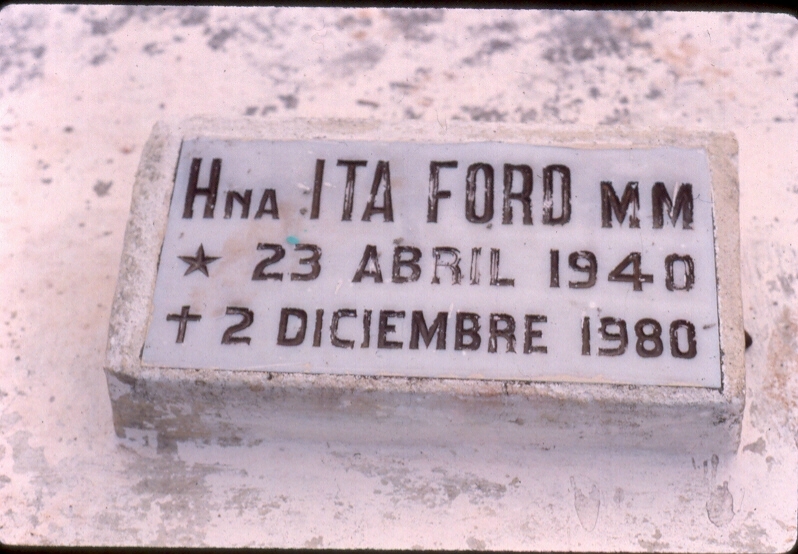 Hna ITA FORD MM
★ 23 ABRIL 1940
✝ 2 DICIEMBRE 1980